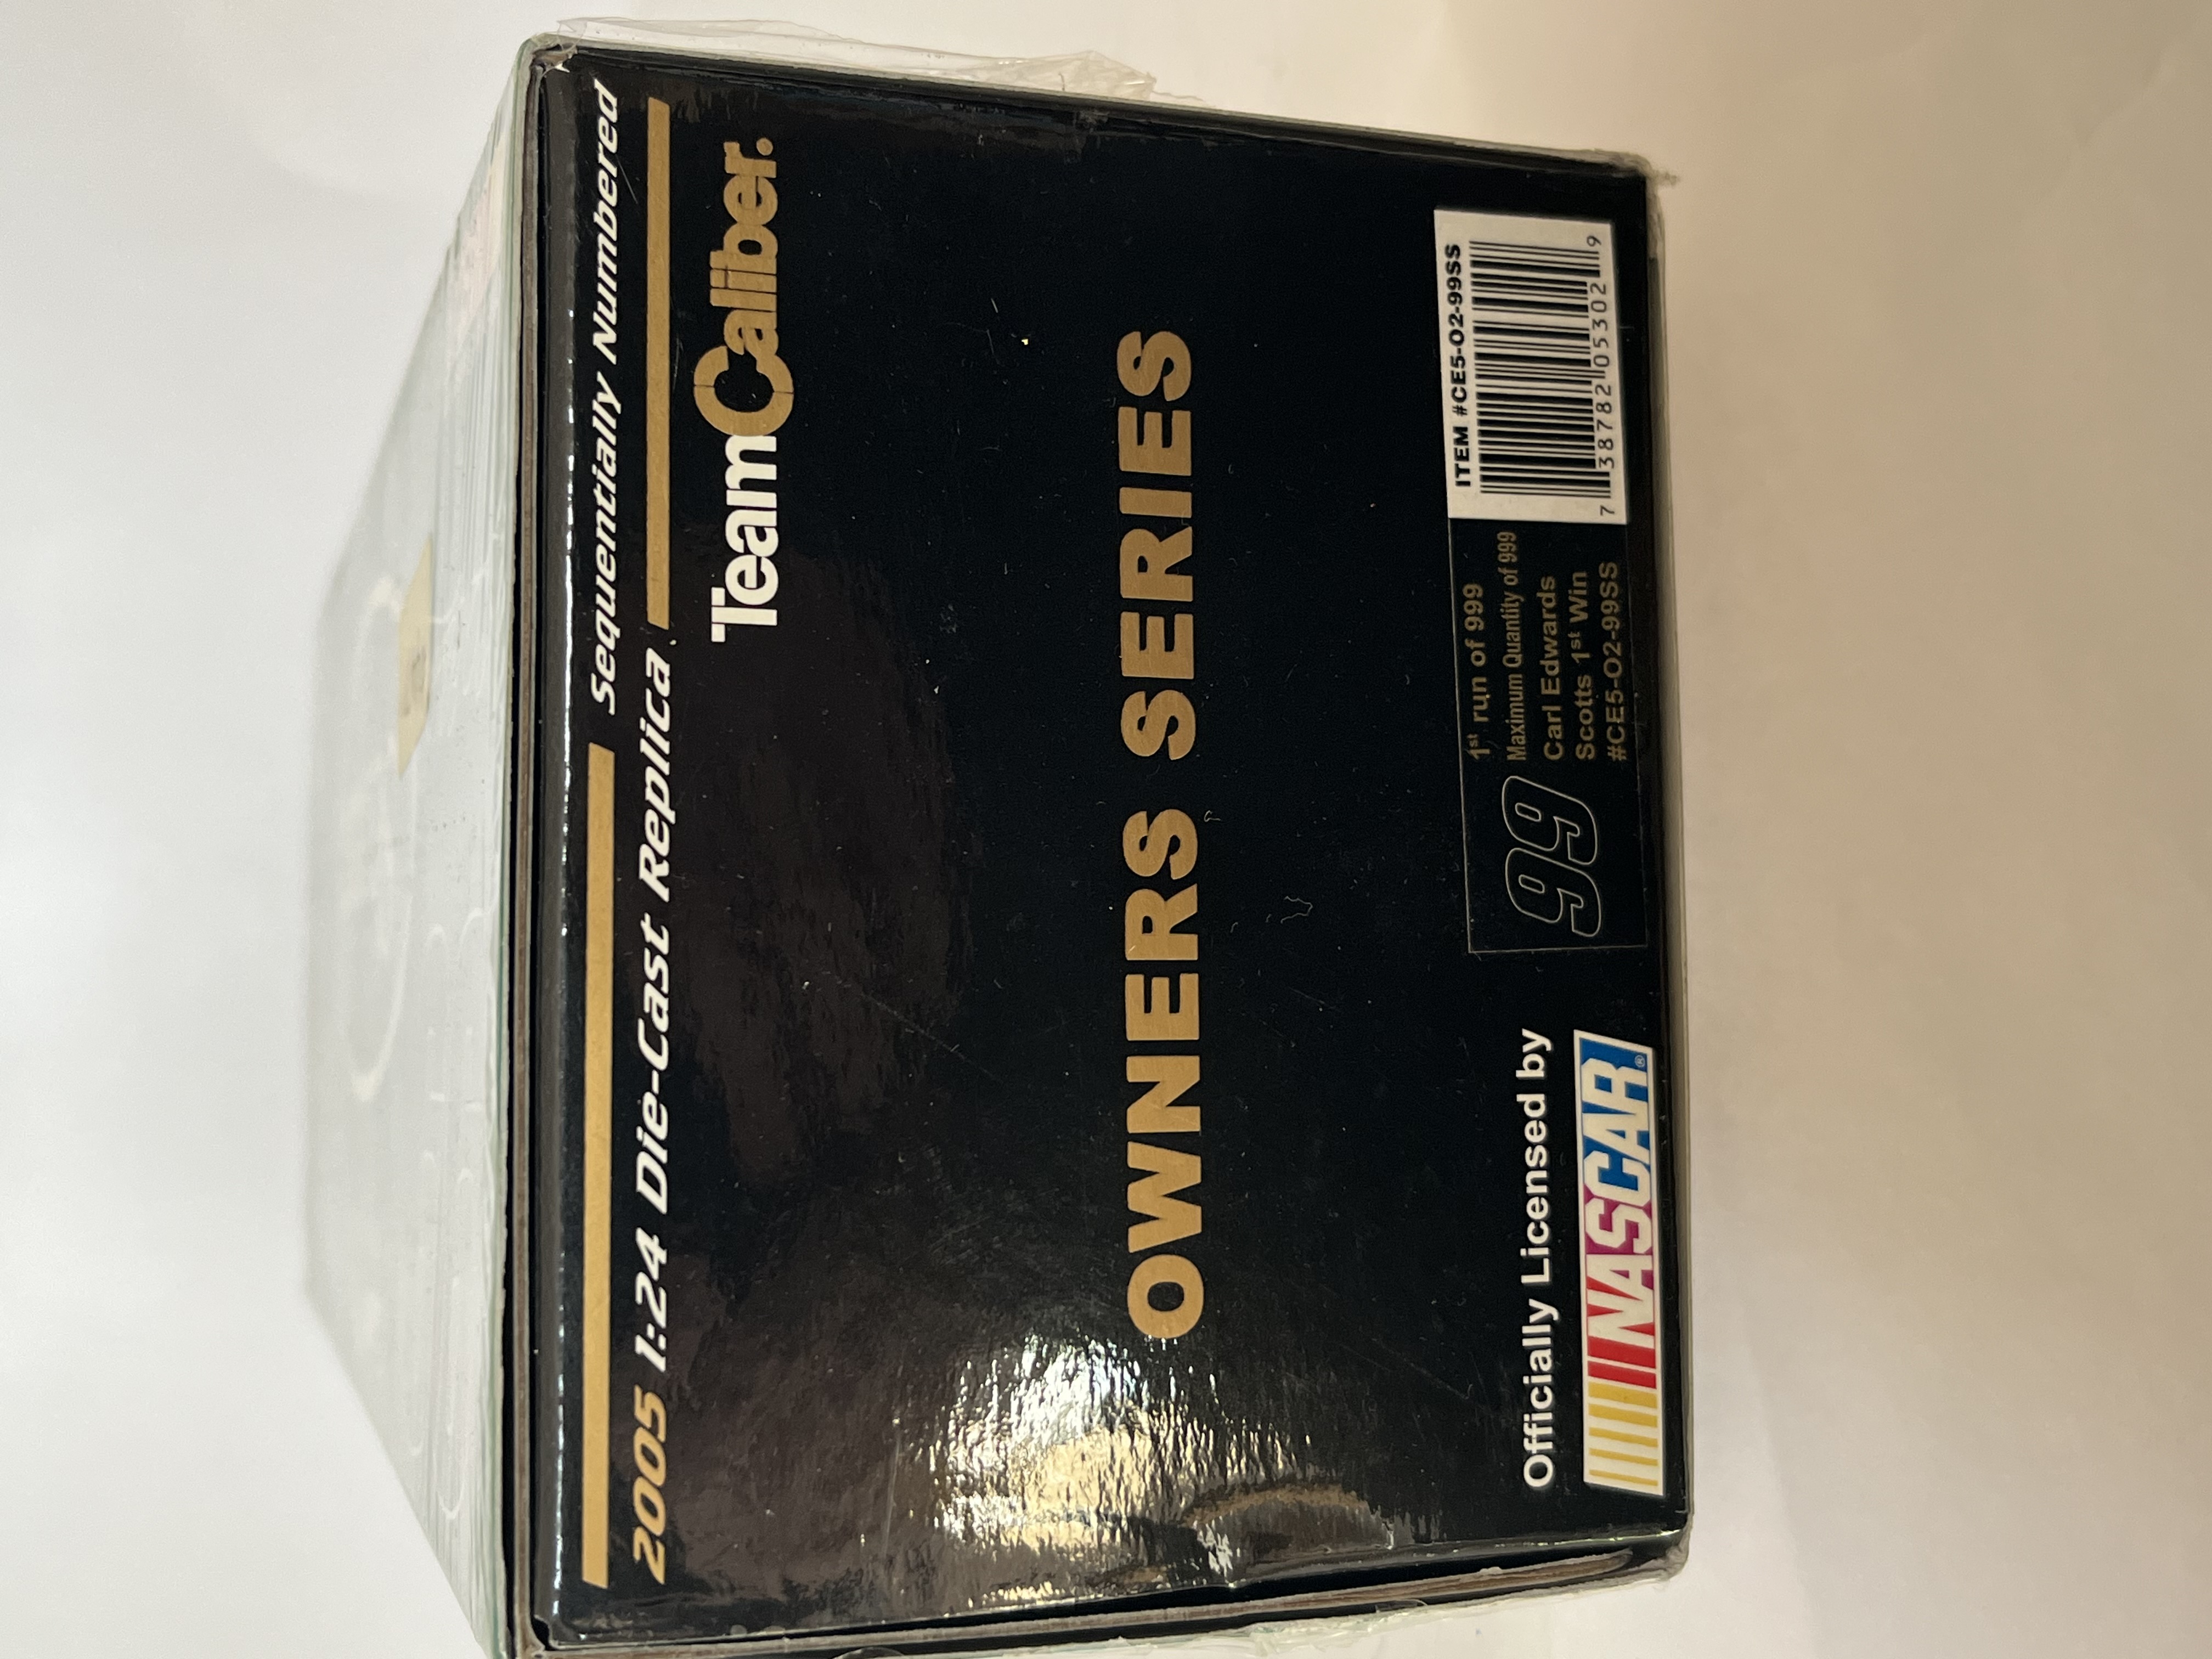 Sequentially Numbered
2005 1:24 Die-Cast Replica
TeamCaliber.
OWNERS SERIES
Officially Licensed by
NASCAR®
99
1st run of 999
Maximum Quantity of 999
Carl Edwards
Scotts 1st Win
#CE5-O2-99SS
ITEM #CE5-O2-99SS
7 38782 05302 9